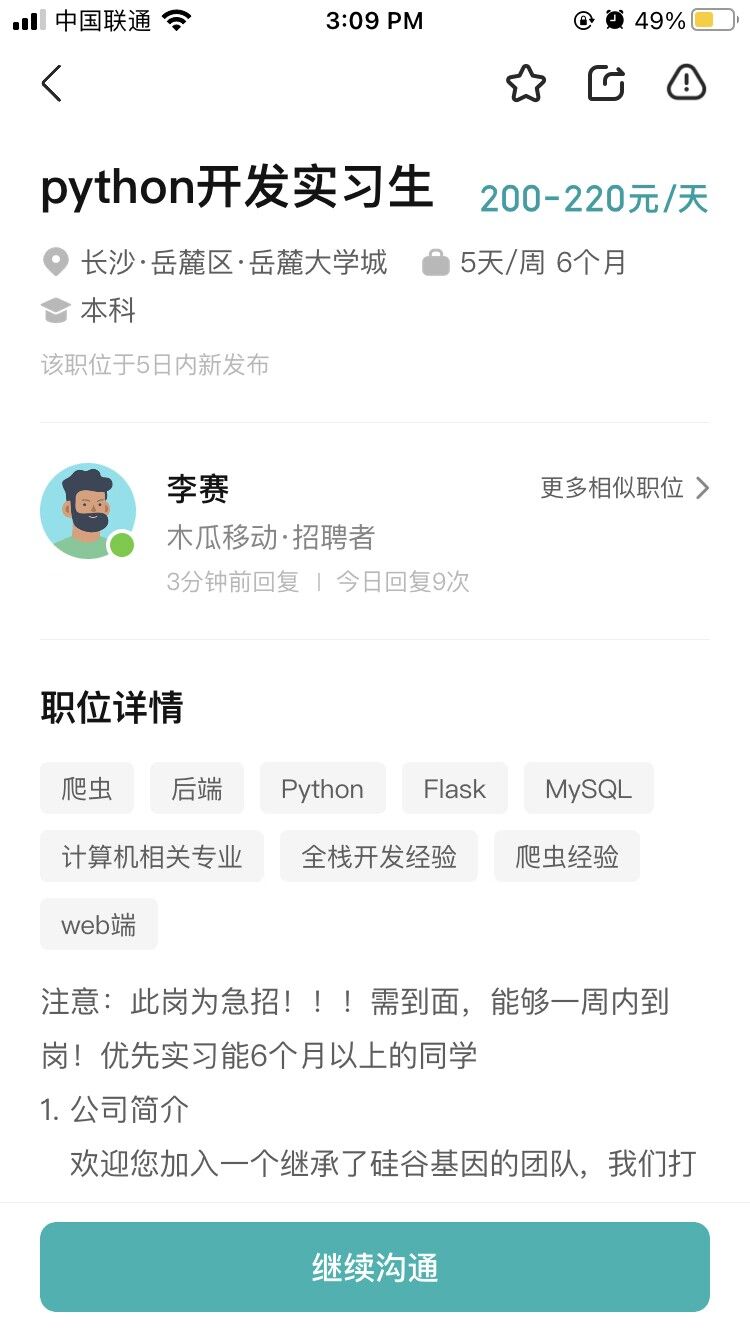 中国联通 3:09 PM 49%
python开发实习生 200-220元/天
长沙·岳麓区·岳麓大学城 5天/周 6个月
本科
该职位于5日内新发布
李赛 更多相似职位
木瓜移动·招聘者
3分钟前回复 | 今日回复9次
职位详情
爬虫 后端 Python Flask MySQL
计算机相关专业 全栈开发经验 爬虫经验
web端
注意：此岗为急招！！！需到面，能够一周内到
岗！优先实习能6个月以上的同学
1. 公司简介
欢迎您加入一个继承了硅谷基因的团队，我们打
继续沟通